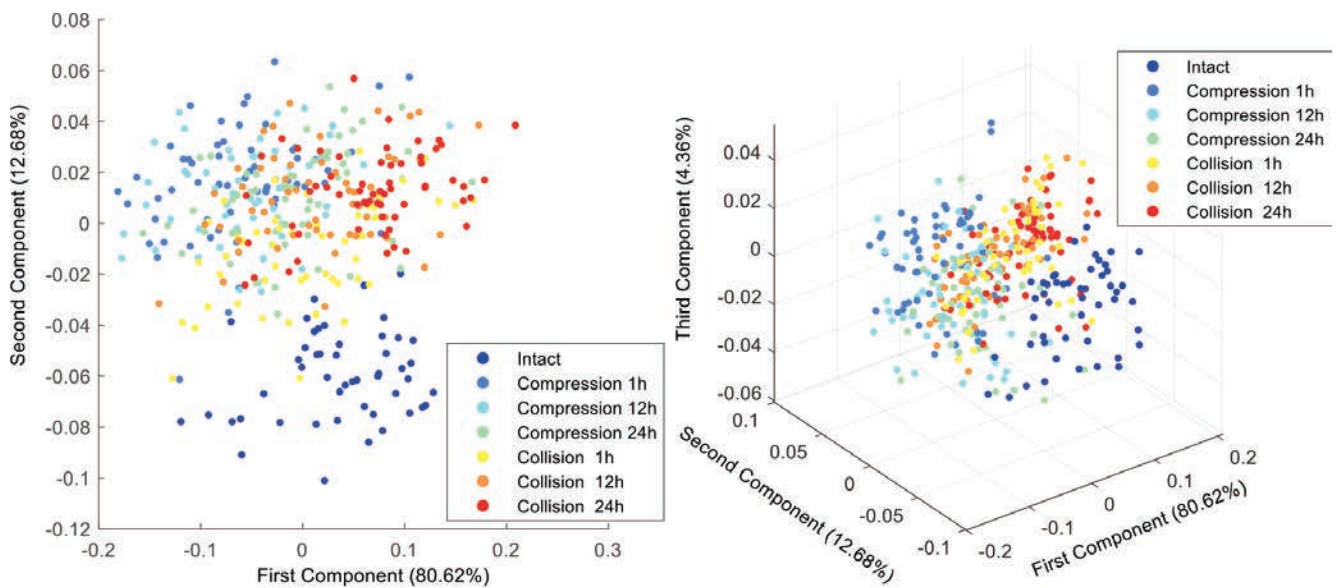 0.08
0.06
0.04
0.02
0
-0.02
-0.04
-0.06
-0.08
-0.1
-0.12
Second Component (12.68%)
-0.2
-0.1
0
0.1
0.2
0.3
First Component (80.62%)
Intact
Compression 1h
Compression 12h
Compression 24h
Collision 1h
Collision 12h
Collision 24h
Third Component (4.36%)
0.04
0.02
0
-0.02
-0.04
-0.06
0.1
0.05
0
-0.05
-0.1
Second Component (12.68%)
-0.2
-0.1
0
0.1
0.2
First Component (80.62%)
Intact
Compression 1h
Compression 12h
Compression 24h
Collision 1h
Collision 12h
Collision 24h